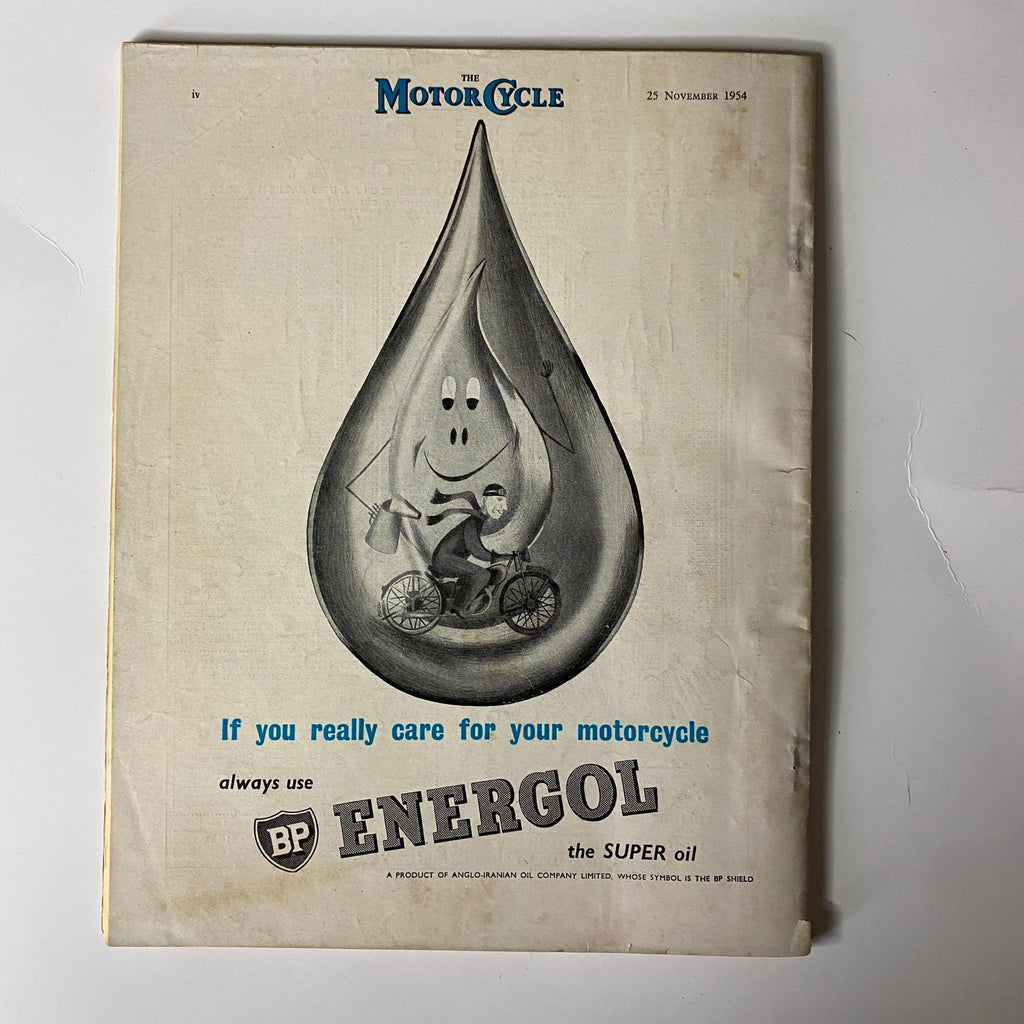 iv
THE
MOTOR CYCLE
25 NOVEMBER 1954
If you really care for your motorcycle
always use
BP
ENERGOL
the SUPER oil
A PRODUCT OF ANGLO-IRANIAN OIL COMPANY LIMITED, WHOSE SYMBOL IS THE BP SHIELD